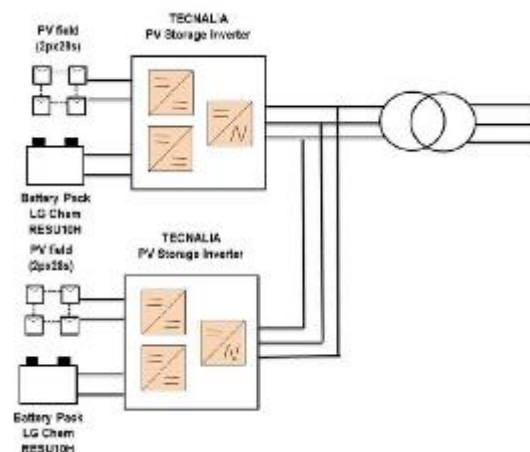 TECNALIA
PV Storage Inverter
PV field
(2px28s)
Battery Pack
LG Chem
RESU10H
TECNALIA
PV Storage Inverter
PV field
(2px28s)
Battery Pack
LG Chem
RESU10H